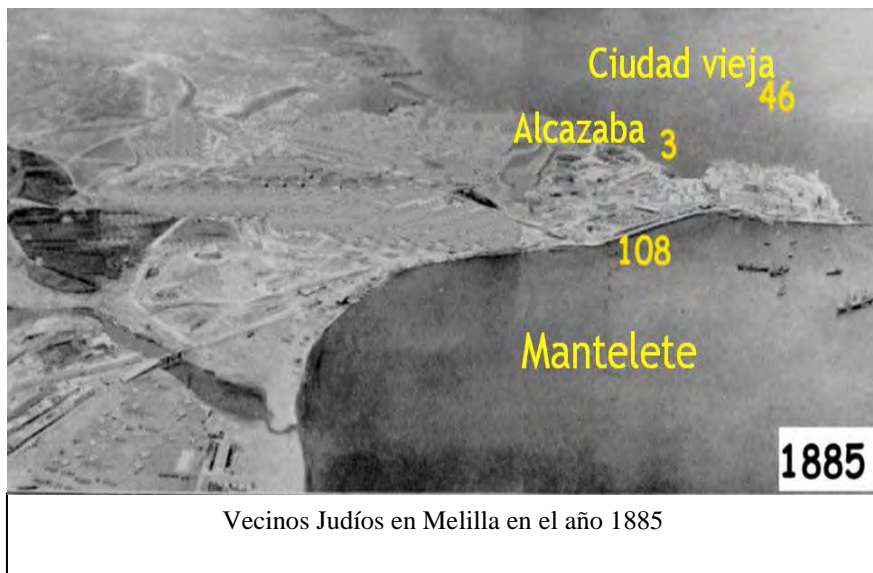 Ciudad vieja
46
Alcazaba 3
108
Mantelete
1885
Vecinos Judíos en Melilla en el año 1885